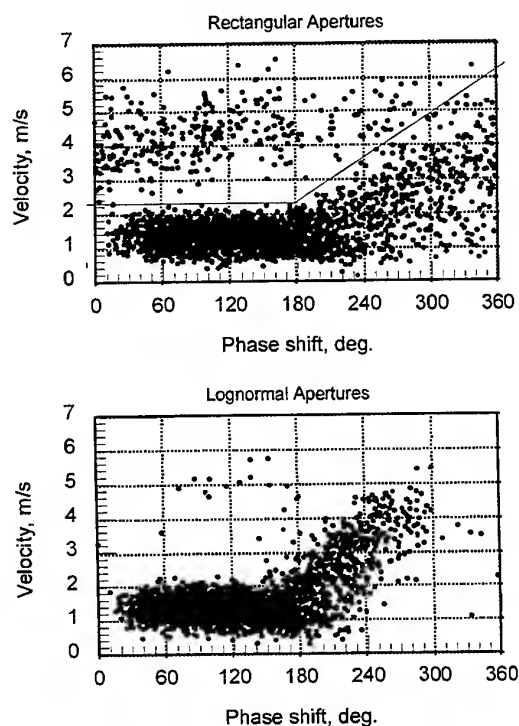 Rectangular Apertures
7
6
5
4
3
2
1
0
Velocity, m/s
0 60 120 180 240 300 360
Phase shift, deg.
Lognormal Apertures
7
6
5
4
3
2
1
0
Velocity, m/s
0 60 120 180 240 300 360
Phase shift, deg.